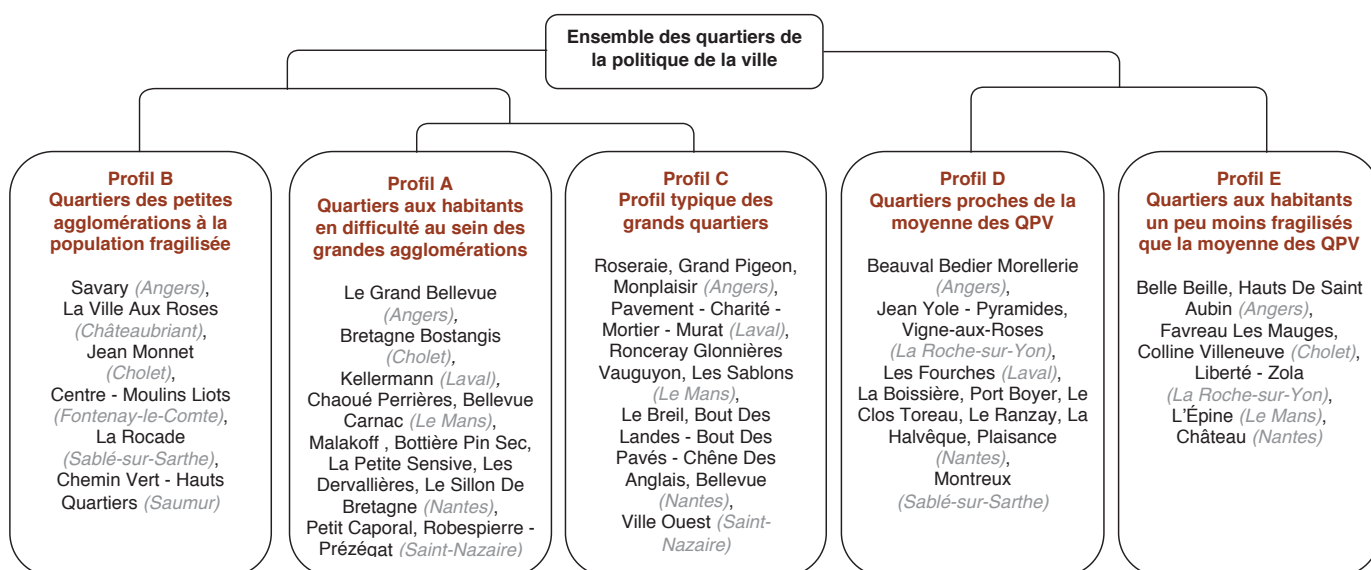 Ensemble des quartiers de
la politique de la ville
Profil B
Quartiers des petites
agglomérations à la
population fragilisée
Savary (Angers),
La Ville Aux Roses
(Châteaubriant),
Jean Monnet
(Cholet),
Centre - Moulins Liots
(Fontenay-le-Comte),
La Rocade
(Sablé-sur-Sarthe),
Chemin Vert - Hauts
Quartiers (Saumur)
Profil A
Quartiers aux habitants
en difficulté au sein des
grandes agglomérations
Le Grand Bellevue
(Angers),
Bretagne Bostangis
(Cholet),
Kellermann (Laval),
Chaoué Perrières, Bellevue
Carnac (Le Mans),
Malakoff , Bottière Pin Sec,
La Petite Sensive, Les
Dervallières, Le Sillon De
Bretagne (Nantes),
Petit Caporal, Robespierre -
Prézégat (Saint-Nazaire)
Profil C
Profil typique des
grands quartiers
Roseraie, Grand Pigeon,
Monplaisir (Angers),
Pavement - Charité -
Mortier - Murat (Laval),
Ronceray Glonnières
Vauguyon, Les Sablons
(Le Mans),
Le Breil, Bout Des
Landes - Bout Des
Pavés - Chêne Des
Anglais, Bellevue
(Nantes),
Ville Ouest (Saint-
Nazaire)
Profil D
Quartiers proches de la
moyenne des QPV
Beauval Bedier Morellerie
(Angers),
Jean Yole - Pyramides,
Vigne-aux-Roses
(La Roche-sur-Yon),
Les Fourches (Laval),
La Boissière, Port Boyer, Le
Clos Toreau, Le Ranzay, La
Halvêque, Plaisance
(Nantes),
Montreux
(Sablé-sur-Sarthe)
Profil E
Quartiers aux habitants
un peu moins fragilisés
que la moyenne des QPV
Belle Beille, Hauts De Saint
Aubin (Angers),
Favreau Les Mauges,
Colline Villeneuve (Cholet),
Liberté - Zola
(La Roche-sur-Yon),
L'Épine (Le Mans),
Château (Nantes)